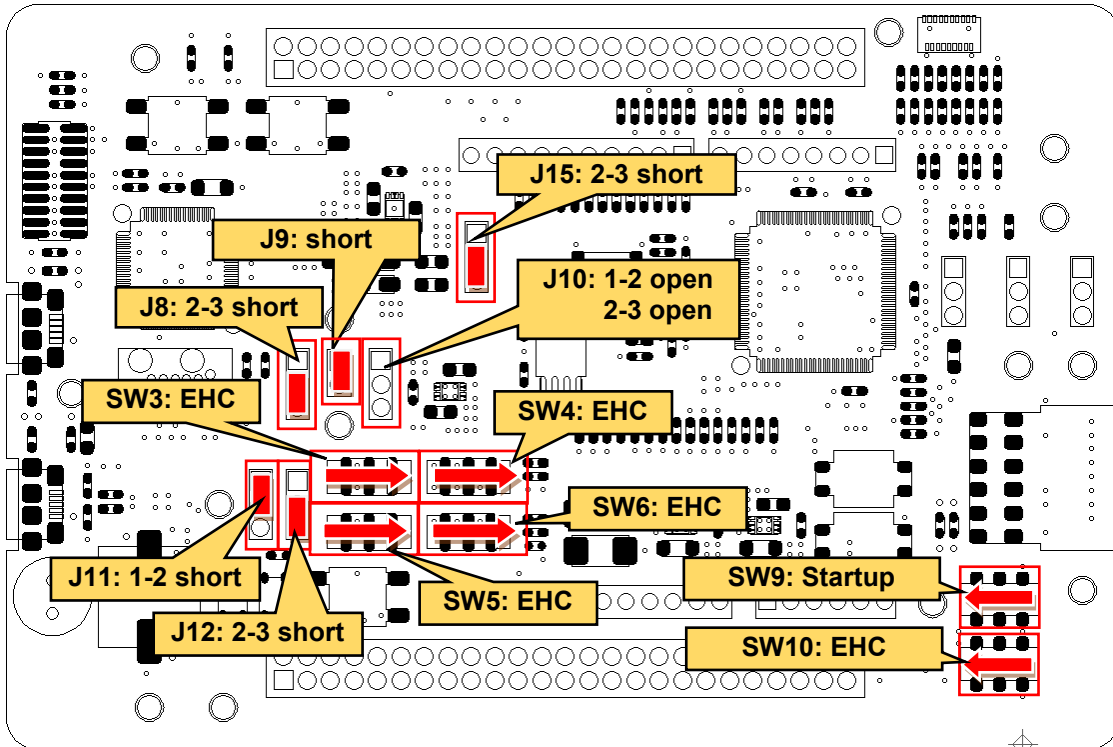 J15: 2-3 short
J9: short
J10: 1-2 open
2-3 open
J8: 2-3 short
SW3: EHC
SW4: EHC
SW6: EHC
J11: 1-2 short
SW5: EHC
SW9: Startup
J12: 2-3 short
SW10: EHC